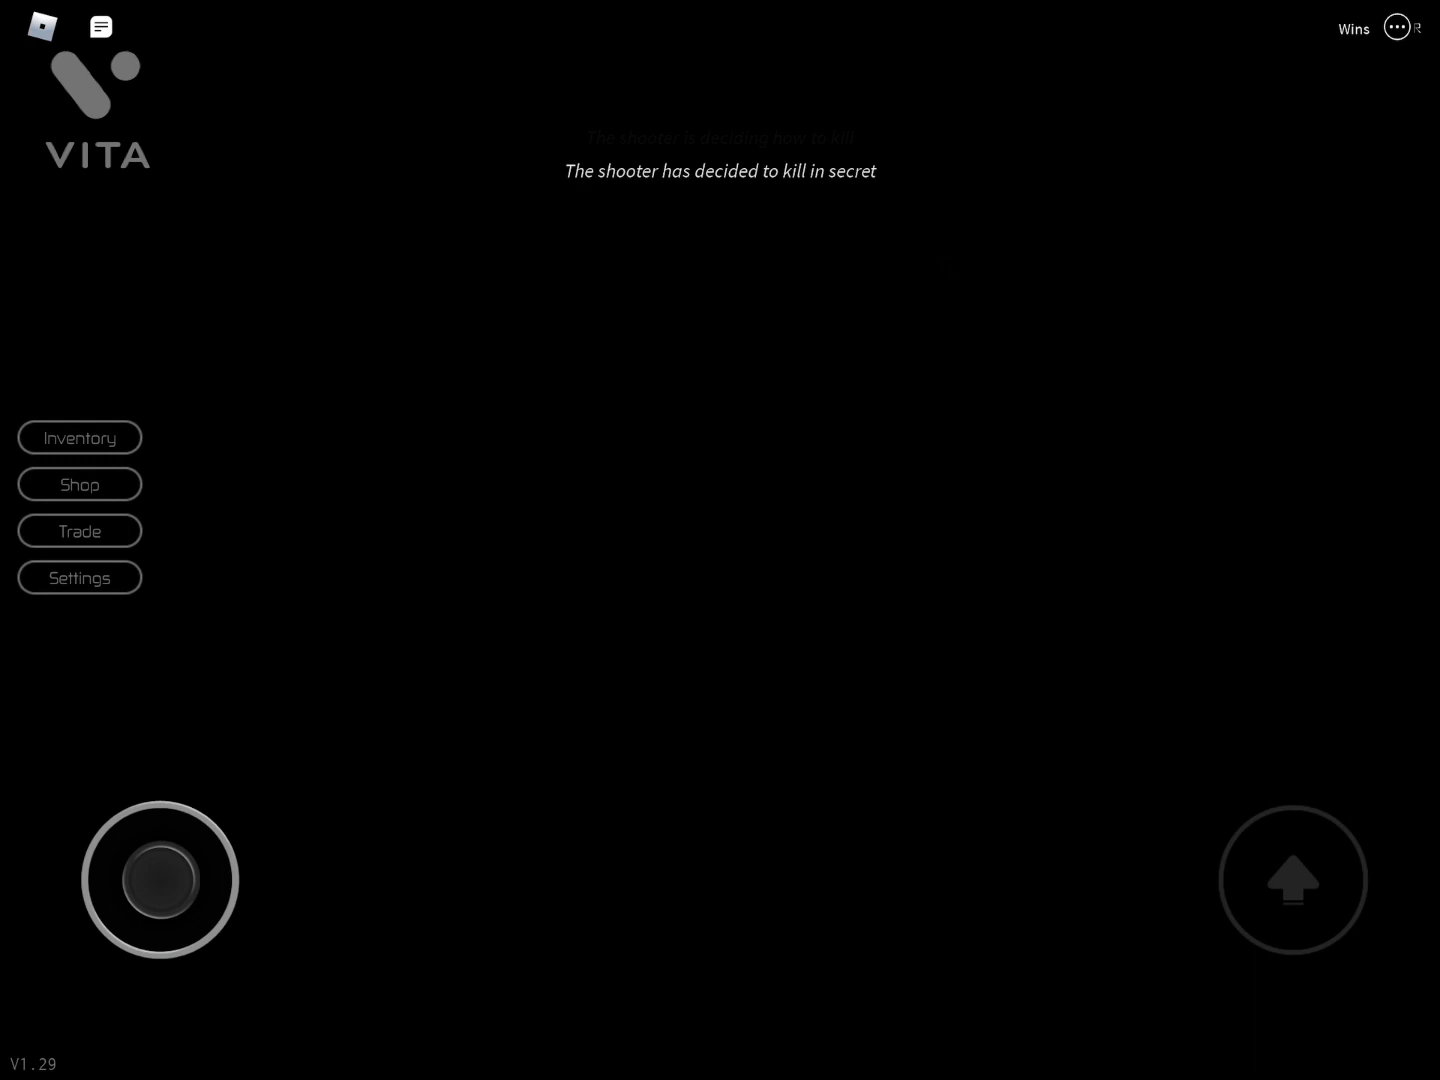 Wins
R
VITA
The shooter is deciding how to kill
The shooter has decided to kill in secret
Inventory
Shop
Trade
Settings
V1.29